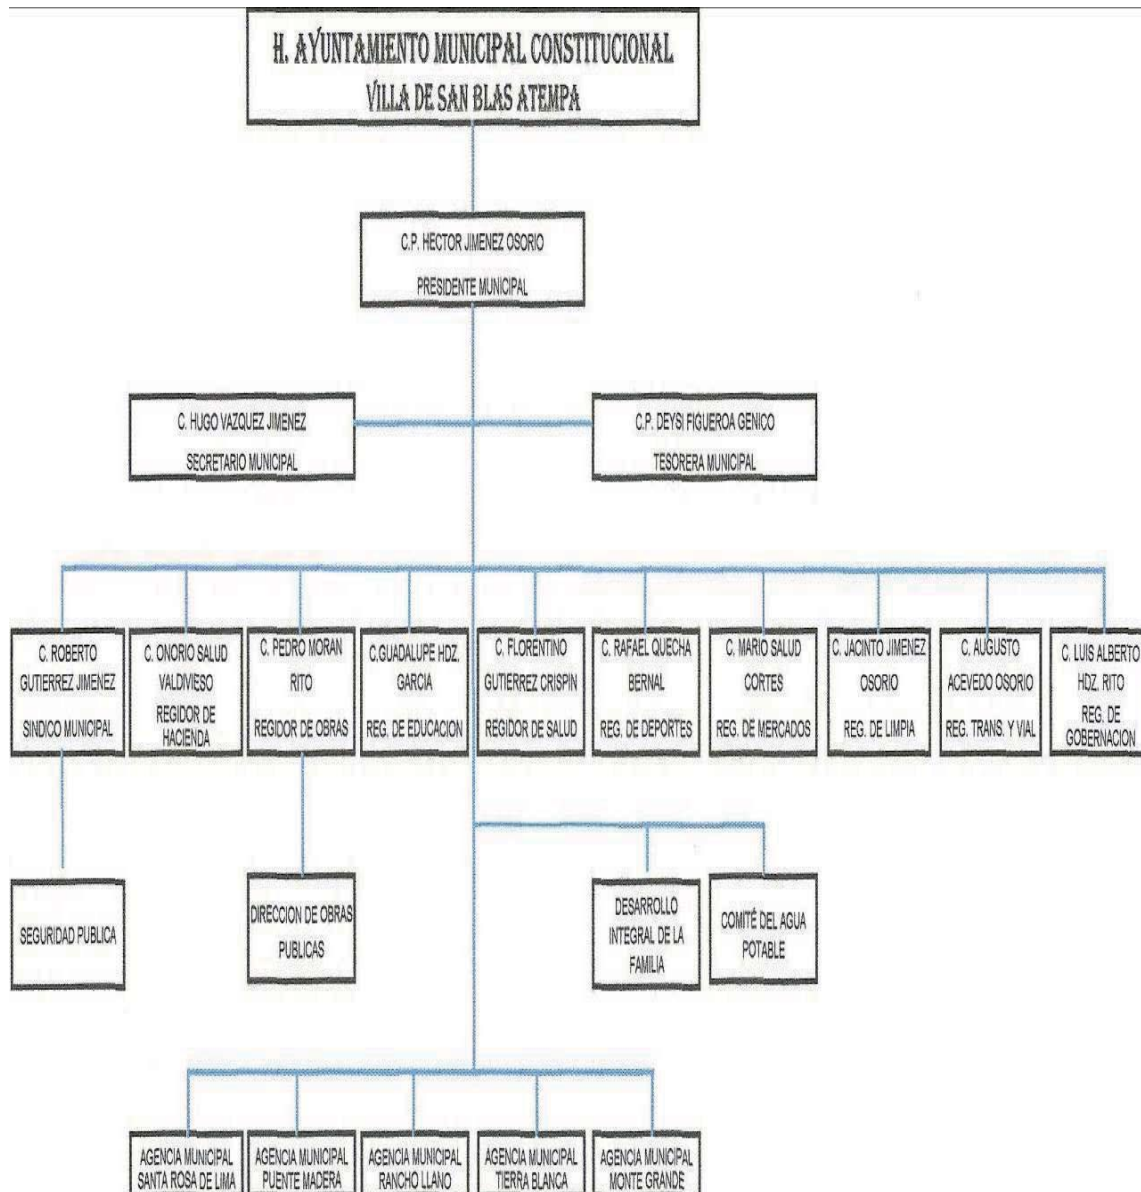 H. AYUNTAMIENTO MUNICIPAL CONSTITUCIONAL
VILLA DE SAN BLAS ATEMPA
C.P. HECTOR JIMENEZ OSORIO
PRESIDENTE MUNICIPAL
C. HUGO VAZQUEZ JIMENEZ
SECRETARIO MUNICIPAL
C.P. DEYSI FIGUEROA GENICO
TESORERA MUNICIPAL
C. ROBERTO
GUTIERREZ JIMENEZ
SINDICO MUNICIPAL
C. ONORIO SALUD
VALDIVIESO
REGIDOR DE
HACIENDA
C. PEDRO MORAN
RITO
REGIDOR DE OBRAS
C.GUADALUPE HDZ.
GARCIA
REG. DE EDUCACION
C. FLORENTINO
GUTIERREZ CRISPIN
REGIDOR DE SALUD
C. RAFAEL QUECHA
BERNAL
REG. DE DEPORTES
C. MARIO SALUD
CORTES
REG. DE MERCADOS
C. JACINTO JIMENEZ
OSORIO
REG. DE LIMPIA
C. AUGUSTO
ACEVEDO OSORIO
REG. TRANS. Y VIAL
C. LUIS ALBERTO
HDZ. RITO
REG. DE
GOBERNACION
SEGURIDAD PUBLICA
DIRECCION DE OBRAS
PUBLICAS
DESARROLLO
INTEGRAL DE LA
FAMILIA
COMITÉ DEL AGUA
POTABLE
AGENCIA MUNICIPAL
SANTA ROSA DE LIMA
AGENCIA MUNICIPAL
PUENTE MADERA
AGENCIA MUNICIPAL
RANCHO LLANO
AGENCIA MUNICIPAL
TIERRA BLANCA
AGENCIA MUNICIPAL
MONTE GRANDE